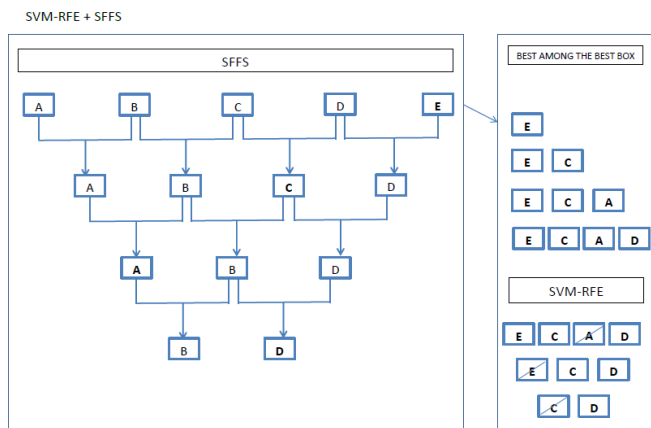 SVM-RFE + SFFS
SFFS
A B C D E
A B C D
A B D
B D
BEST AMONG THE BEST BOX
E
E C
E C A
E C A D
SVM-RFE
E C A D
E C D
C D